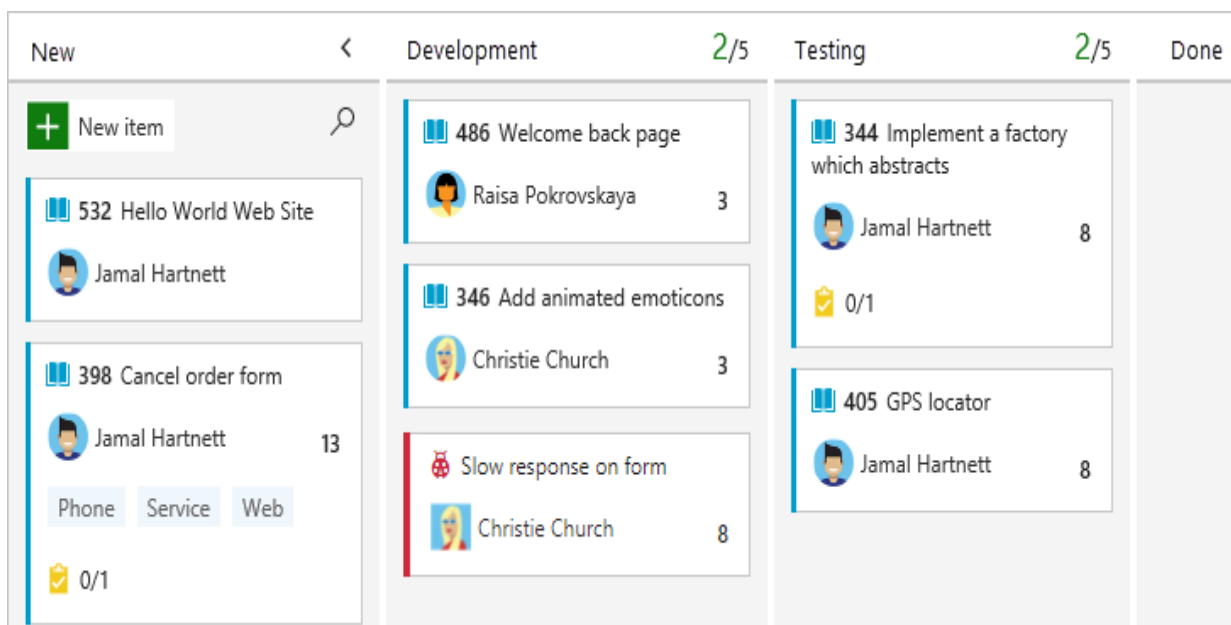 New
New item
532 Hello World Web Site
Jamal Hartnett
398 Cancel order form
Jamal Hartnett 13
Phone Service Web
0/1
Development 2/5
486 Welcome back page
Raisa Pokrovskaya 3
346 Add animated emoticons
Christie Church 3
Slow response on form
Christie Church 8
Testing 2/5
344 Implement a factory
which abstracts
Jamal Hartnett 8
0/1
405 GPS locator
Jamal Hartnett 8
Done